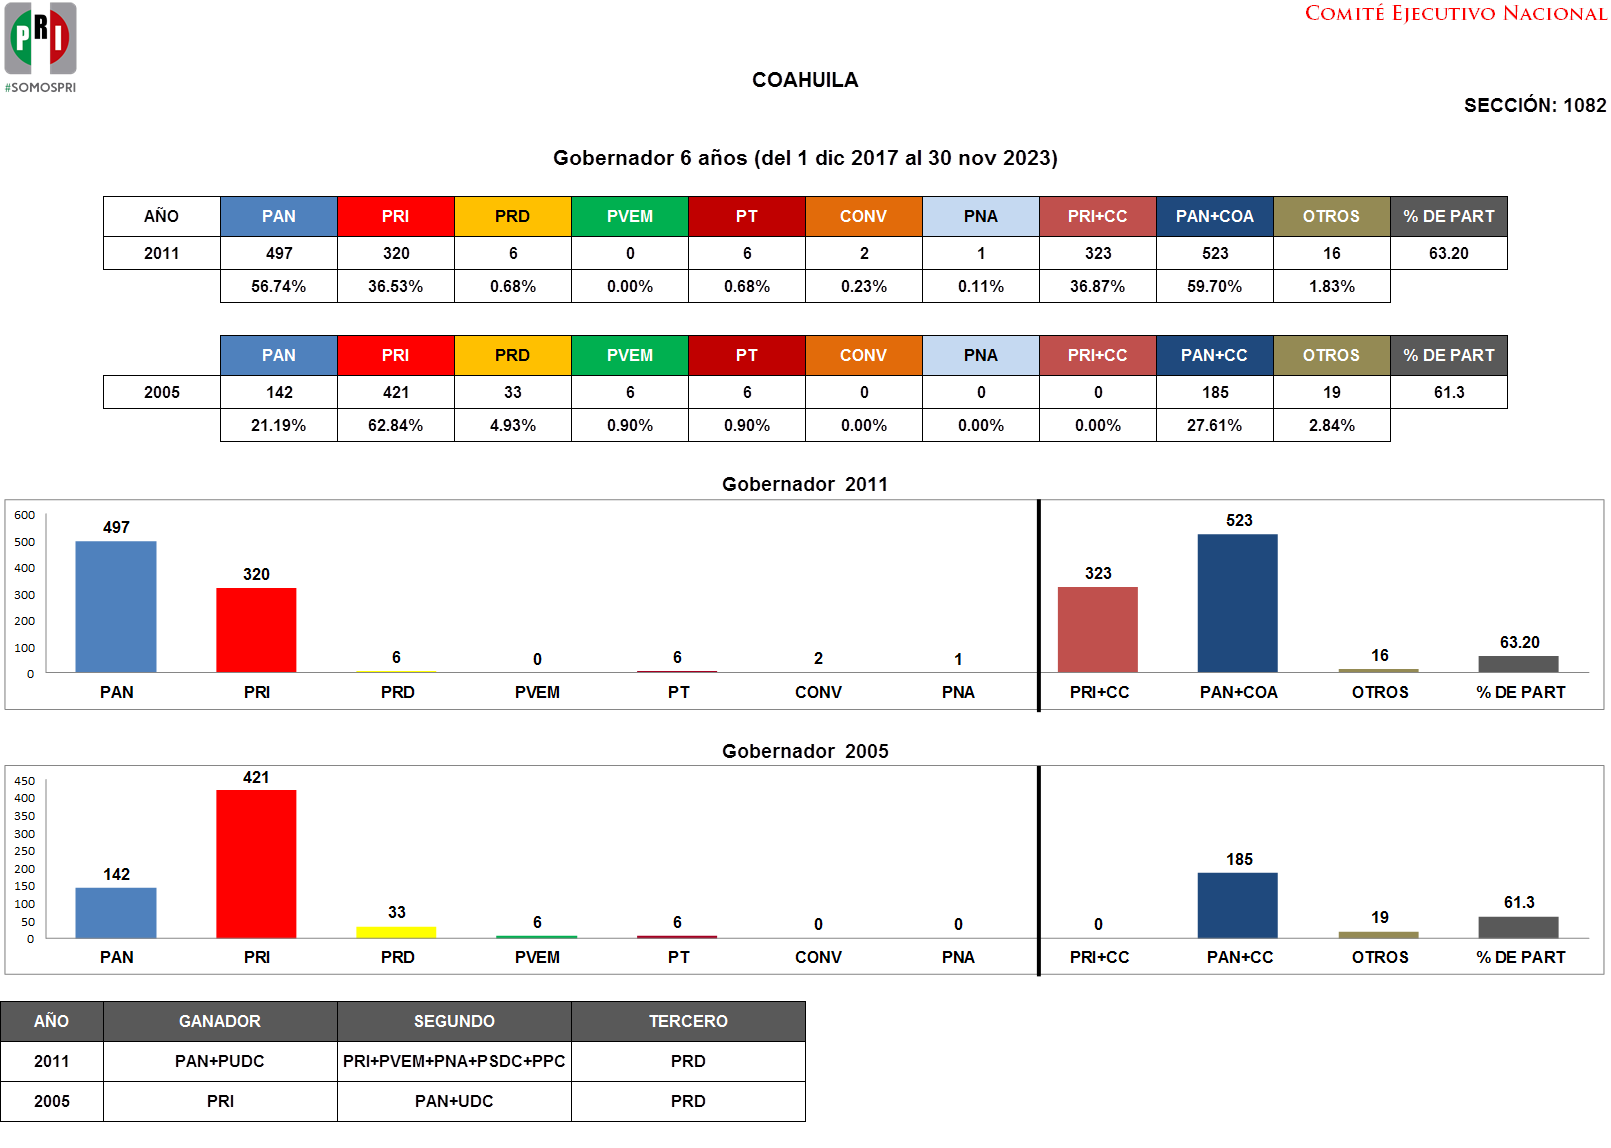 PRI
#SOMOSPRI
COMITÉ EJECUTIVO NACIONAL
COAHUILA
SECCIÓN: 1082
Gobernador 6 años (del 1 dic 2017 al 30 nov 2023)
AÑO PAN PRI PRD PVEM PT CONV PNA PRI+CC PAN+COA OTROS % DE PART
2011 497 320 6 0 6 2 1 323 523 16 63.20
56.74% 36.53% 0.68% 0.00% 0.68% 0.23% 0.11% 36.87% 59.70% 1.83%
PAN PRI PRD PVEM PT CONV PNA PRI+CC PAN+CC OTROS % DE PART
2005 142 421 33 6 6 0 0 0 185 19 61.3
21.19% 62.84% 4.93% 0.90% 0.90% 0.00% 0.00% 0.00% 27.61% 2.84%
Gobernador 2011
600
500
400
300
200
100
0
497 320 6 0 6 2 1 323 523 16 63.20
PAN PRI PRD PVEM PT CONV PNA PRI+CC PAN+COA OTROS % DE PART
Gobernador 2005
450
400
350
300
250
200
150
100
50
0
142 421 33 6 6 0 0 0 185 19 61.3
PAN PRI PRD PVEM PT CONV PNA PRI+CC PAN+CC OTROS % DE PART
AÑO GANADOR SEGUNDO TERCERO
2011 PAN+PUDC PRI+PVEM+PNA+PSDC+PPC PRD
2005 PRI PAN+UDC PRD